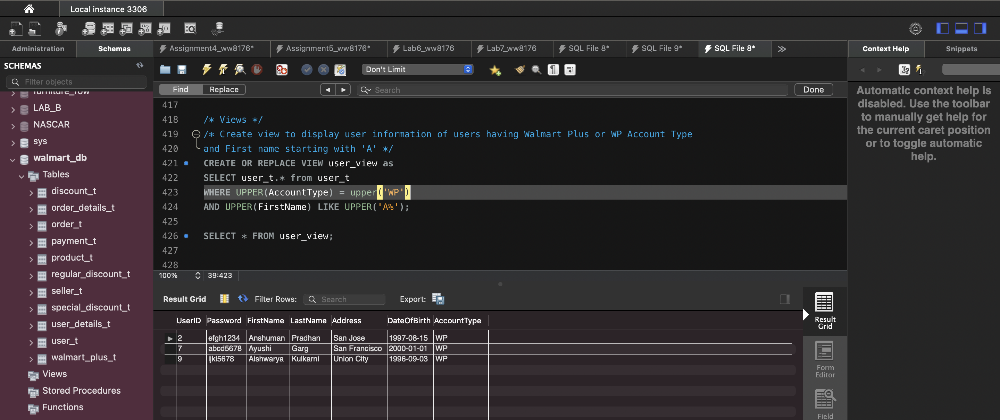 Local instance 3306
Administration
Schemas
Assignment4_ww8176*
Assignment5_ww8176*
Lab6_ww8176
Lab7_ww8176
SQL File 8*
SQL File 9*
SQL File 8*
Context Help
Snippets
SCHEMAS
Filter objects
furniture_row
LAB_B
NASCAR
sys
walmart_db
Tables
discount_t
order_details_t
order_t
payment_t
product_t
regular_discount_t
seller_t
special_discount_t
user_details_t
user_t
walmart_plus_t
Views
Stored Procedures
Functions
Don't Limit
Find
Replace
Search
Done
417
418 /* Views */
419 /* Create view to display user information of users having Walmart Plus or WP Account Type
420 and First name starting with 'A' */
421 CREATE OR REPLACE VIEW user_view as
422 SELECT user_t.* from user_t
423 WHERE UPPER(AccountType) = upper('WP')
424 AND UPPER(FirstName) LIKE UPPER('A%');
425
426 SELECT * FROM user_view;
427
428
100% 39:423
Result Grid Filter Rows: Search Export:
UserID Password FirstName LastName Address DateOfBirth AccountType
2 efgh1234 Anshuman Pradhan San Jose 1997-08-15 WP
7 abcd5678 Ayushi Garg San Francisco 2000-01-01 WP
9 ijkl5678 Aishwarya Kulkarni Union City 1996-09-03 WP
Result
Grid
Form
Editor
Field
Automatic context help is
disabled. Use the toolbar
to manually get help for
the current caret position
or to toggle automatic
help.